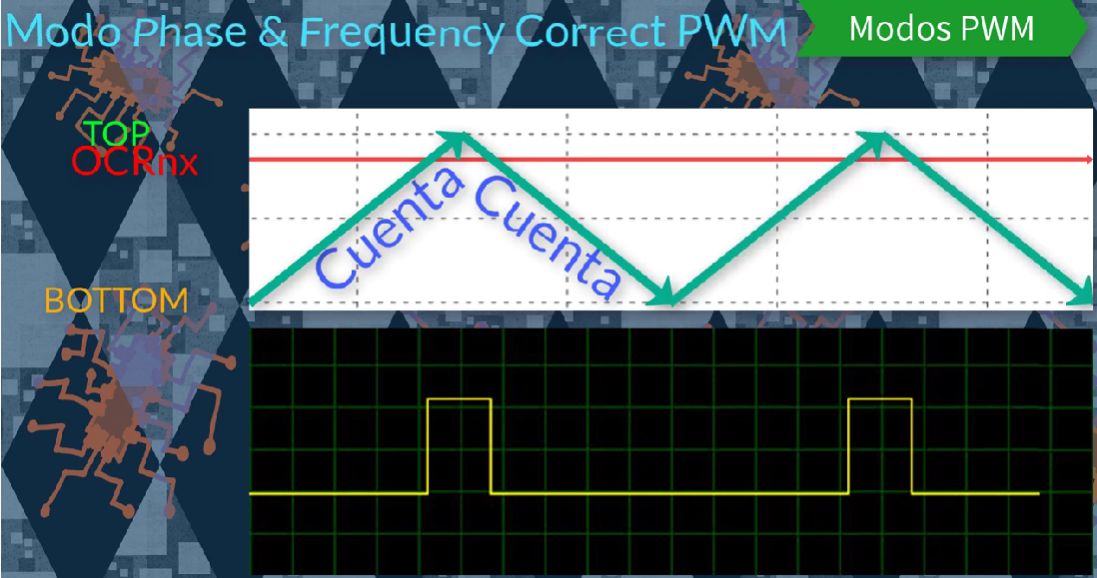 Modo Phase & Frequency Correct PWM
Modos PWM
TOP
OCRnx
Cuenta
Cuenta
BOTTOM